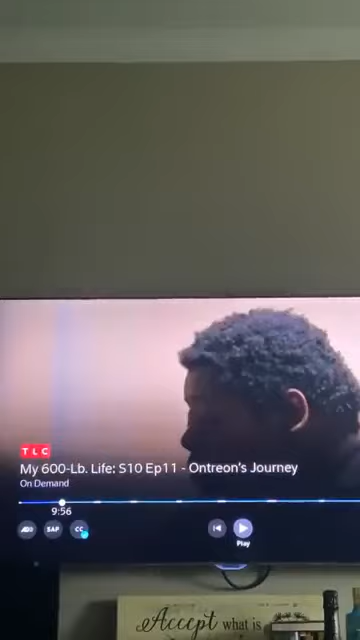 TLC
My 600-Lb. Life: S10 Ep11 - Ontreon's Journey
On Demand
9:56
SAP
CC
Play
Accept what is